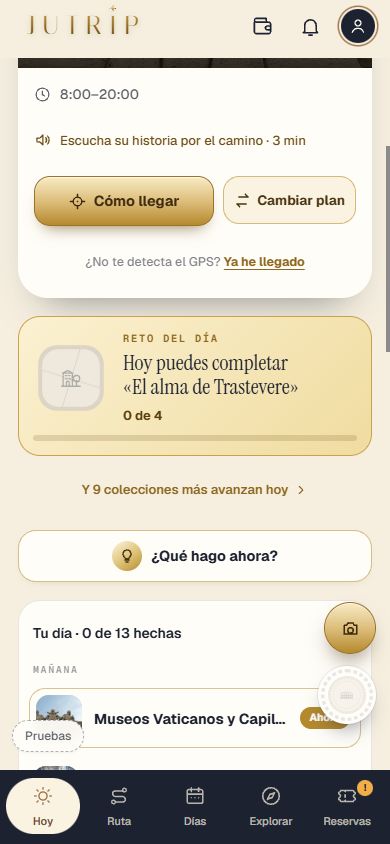 JUTRIP
8:00–20:00
Escucha su historia por el camino · 3 min
Cómo llegar
Cambiar plan
¿No te detecta el GPS? Ya he llegado
RETO DEL DÍA
Hoy puedes completar
«El alma de Trastevere»
0 de 4
Y 9 colecciones más avanzan hoy
¿Qué hago ahora?
Tu día · 0 de 13 hechas
MAÑANA
Museos Vaticanos y Capil...
Pruebas
Hoy
Ruta
Días
Explorar
Reservas
!